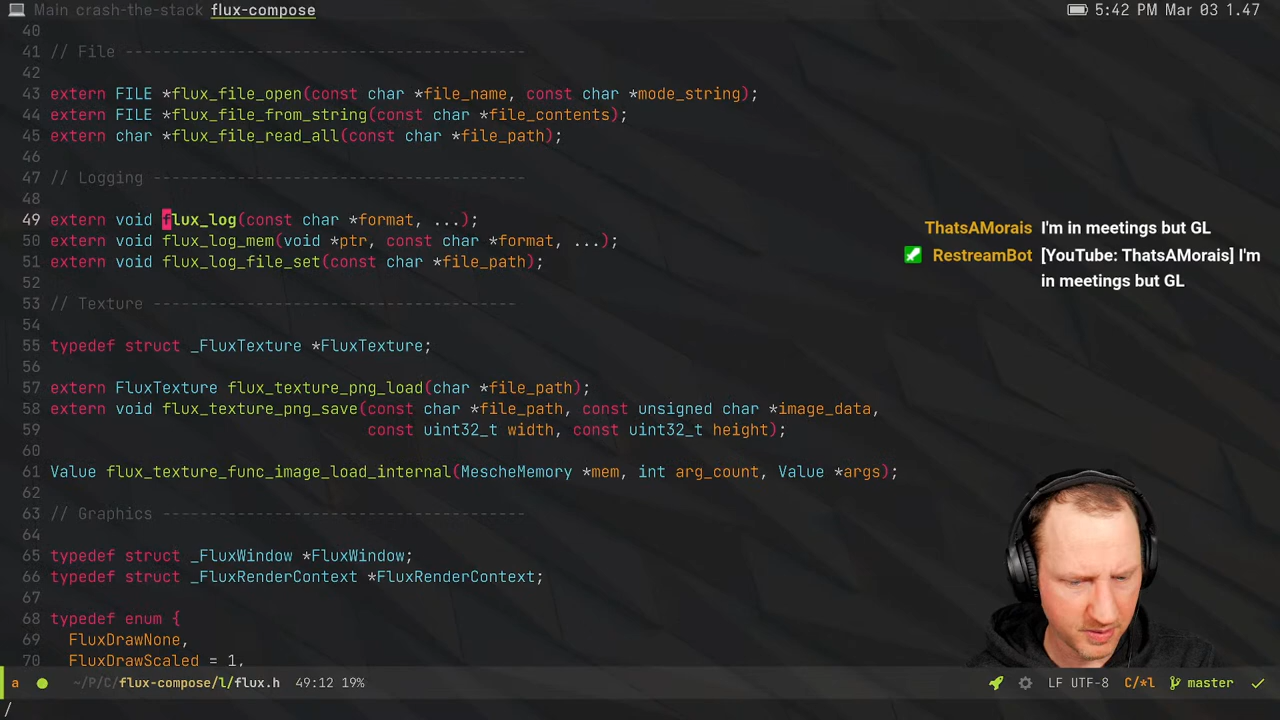 Main crash-the-stack flux-compose
5:42 PM Mar 03 1.47
40
41 // File -------------------------------------------
42
43 extern FILE *flux_file_open(const char *file_name, const char *mode_string);
44 extern FILE *flux_file_from_string(const char *file_contents);
45 extern char *flux_file_read_all(const char *file_path);
46
47 // Logging ----------------------------------------
48
49 extern void flux_log(const char *format, ...);
50 extern void flux_log_mem(void *ptr, const char *format, ...);
51 extern void flux_log_file_set(const char *file_path);
52
53 // Texture ----------------------------------------
54
55 typedef struct _FluxTexture *FluxTexture;
56
57 extern FluxTexture flux_texture_png_load(char *file_path);
58 extern void flux_texture_png_save(const char *file_path, const unsigned char *image_data,
59 const uint32_t width, const uint32_t height);
60
61 Value flux_texture_func_image_load_internal(MescheMemory *mem, int arg_count, Value *args);
62
63 // Graphics ---------------------------------------
64
65 typedef struct _FluxWindow *FluxWindow;
66 typedef struct _FluxRenderContext *FluxRenderContext;
67
68 typedef enum {
69 FluxDrawNone,
70 FluxDrawScaled = 1,
ThatsAMorais I'm in meetings but GL
RestreamBot [YouTube: ThatsAMorais] I'm
in meetings but GL
a ~/P/C/flux-compose/l/flux.h 49:12 19%
LF UTF-8 C/*l master
/